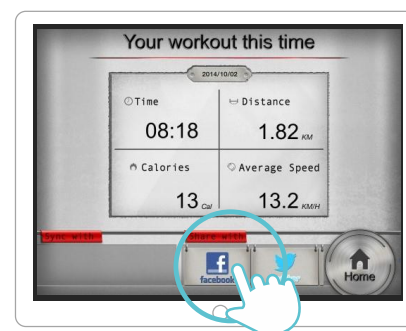 Your workout this time
2014/10/02
Time
Distance
08:18
1.82 KM
Calories
Average Speed
13 Cal
13.2 KM/H
Sync with
Share with
facebook
Home